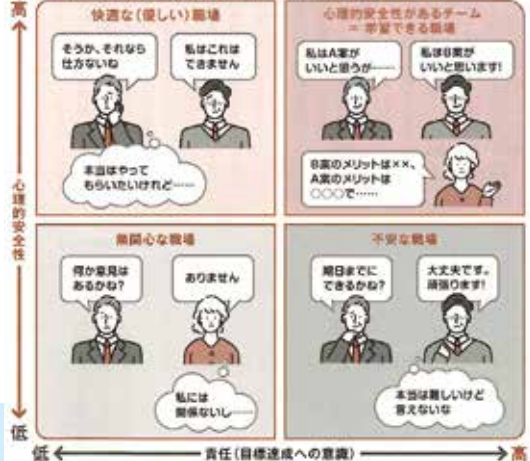 高
快適な(優しい)職場
そうか、それなら
仕方ないね
私はこれは
できません
本当はやって
もらいたいけれど……
心理的安全性があるチーム
=学習できる職場
私はA案が
いいと思うが……
私はB案が
いいと思います!
B案のメリットは××、
A案のメリットは
○○○で……
心理的安全性
無関心な職場
何か意見は
あるかね?
ありません
私には
関係ないし……
不安な職場
期日までに
できるかね?
大丈夫です。
頑張ります!
本当は難しいけど
言えないな
低
低
責任(目標達成への意識)
高